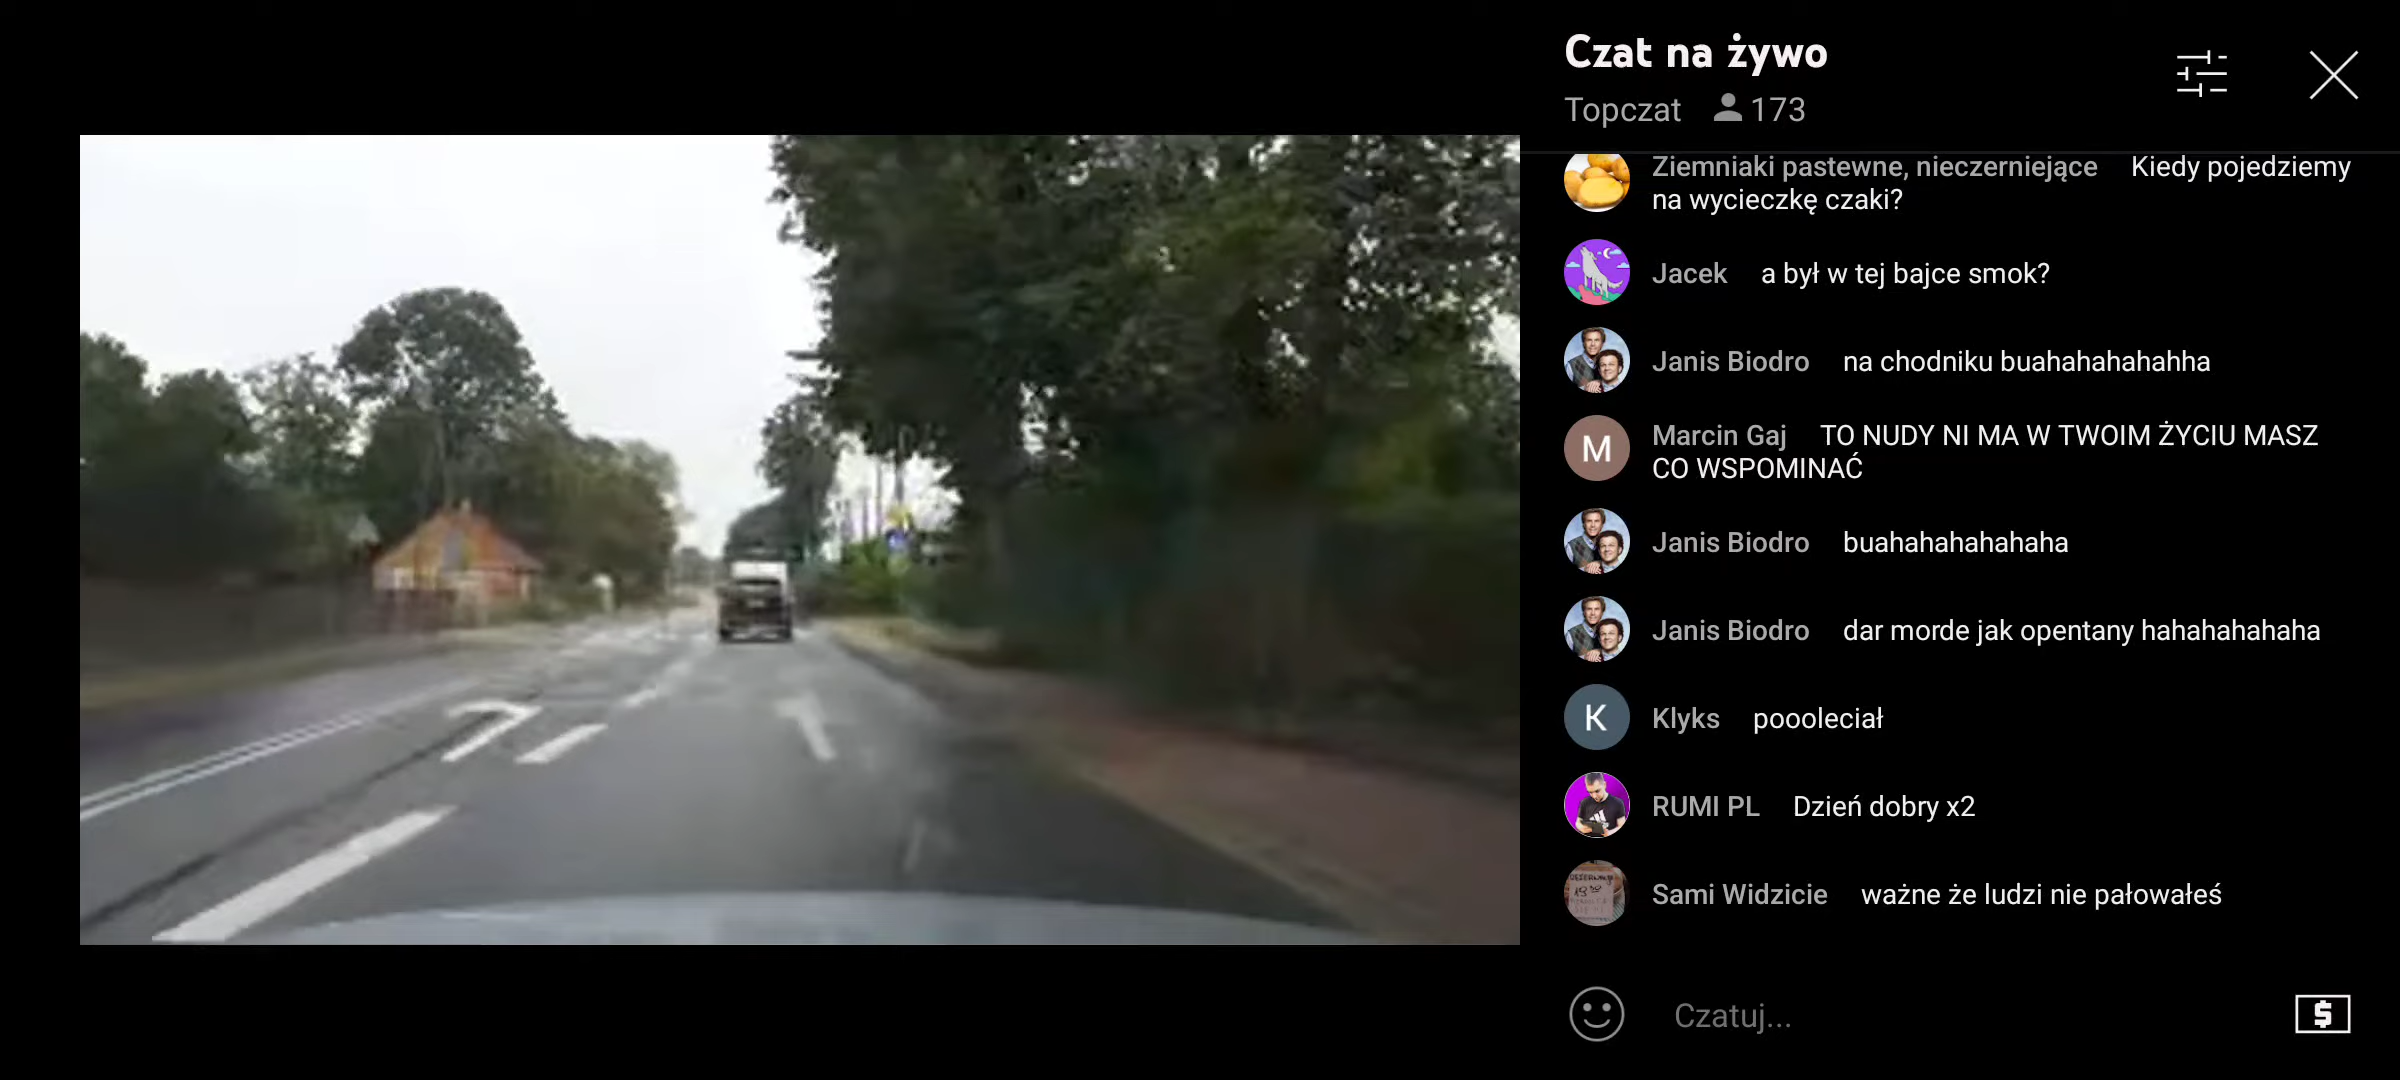 Czat na żywo
Topczat 173
Ziemniaki pastewne, nieczerniejące Kiedy pojedziemy
na wycieczkę czaki?
Jacek a był w tej bajce smok?
Janis Biodro na chodniku buahahahahahha
M Marcin Gaj TO NUDY NI MA W TWOIM ŻYCIU MASZ
CO WSPOMINAĆ
Janis Biodro buahahahahahaha
Janis Biodro dar morde jak opentany hahahahahaha
K Klyks poooleciał
RUMI PL Dzień dobry x2
Sami Widzicie ważne że ludzi nie pałowałeś
Czatuj... $